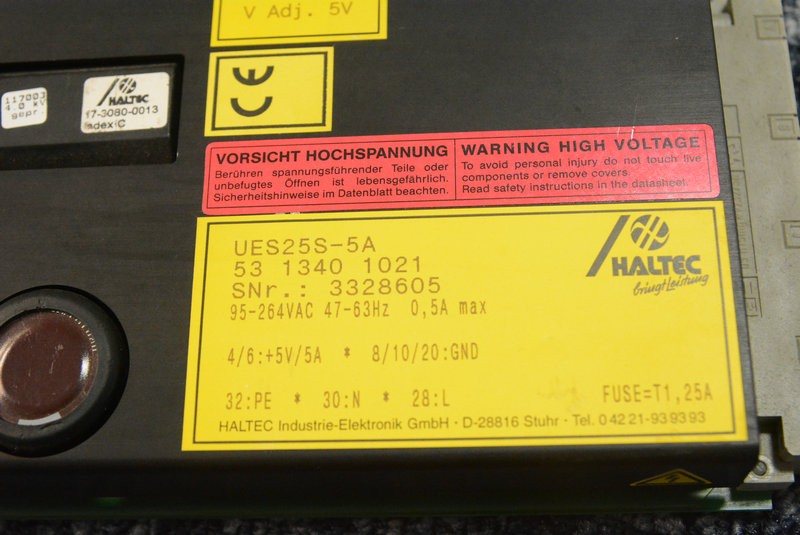 V Adj. 5V
11700J
4.0 kV
gepr.
HALTEC
17-3080-0013
ndex:C
CE
VORSICHT HOCHSPANNUNG
Berühren spannungsführender Teile oder
unbefugtes Öffnen ist lebensgefährlich.
Sicherheitshinweise im Datenblatt beachten.
WARNING HIGH VOLTAGE
To avoid personal injury do not touch live
components or remove covers.
Read safety instructions in the datasheet.
UES25S-5A
53 1340 1021
SNr.: 3328605
95-264VAC 47-63Hz 0,5A max
HALTEC
bringt Leistung
4/6:+5V/5A * 8/10/20:GND
32:PE * 30:N * 28:L FUSE=T1,25A
HALTEC Industrie-Elektronik GmbH · D-28816 Stuhr · Tel. 0 42 21-93 93 93